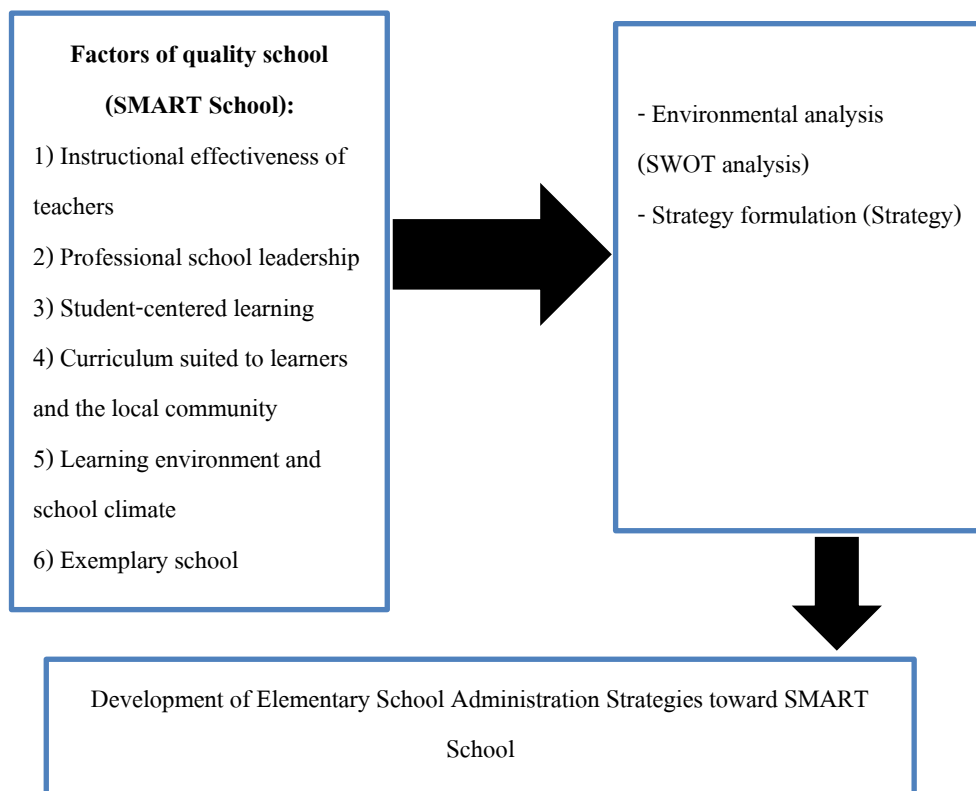 Factors of quality school
(SMART School):
1) Instructional effectiveness of
teachers
2) Professional school leadership
3) Student-centered learning
4) Curriculum suited to learners
and the local community
5) Learning environment and
school climate
6) Exemplary school
- Environmental analysis
(SWOT analysis)
- Strategy formulation (Strategy)
Development of Elementary School Administration Strategies toward SMART
School